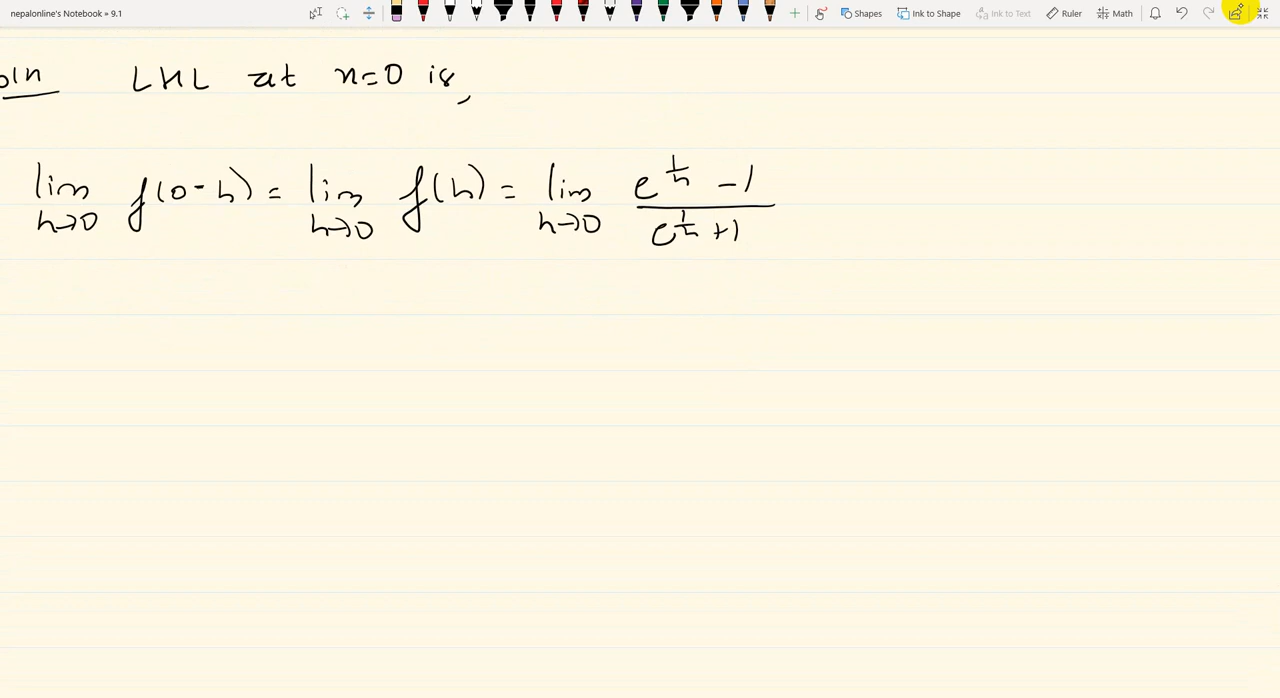 nepalonline's Notebook » 9.1
Shapes Ink to Shape Ink to Text Ruler Math
oln LHL at x=0 is,
lim f(0-h) = lim f(h) = lim e^(1/h) - 1
h→0 h→0 h→0 e^(1/h) + 1